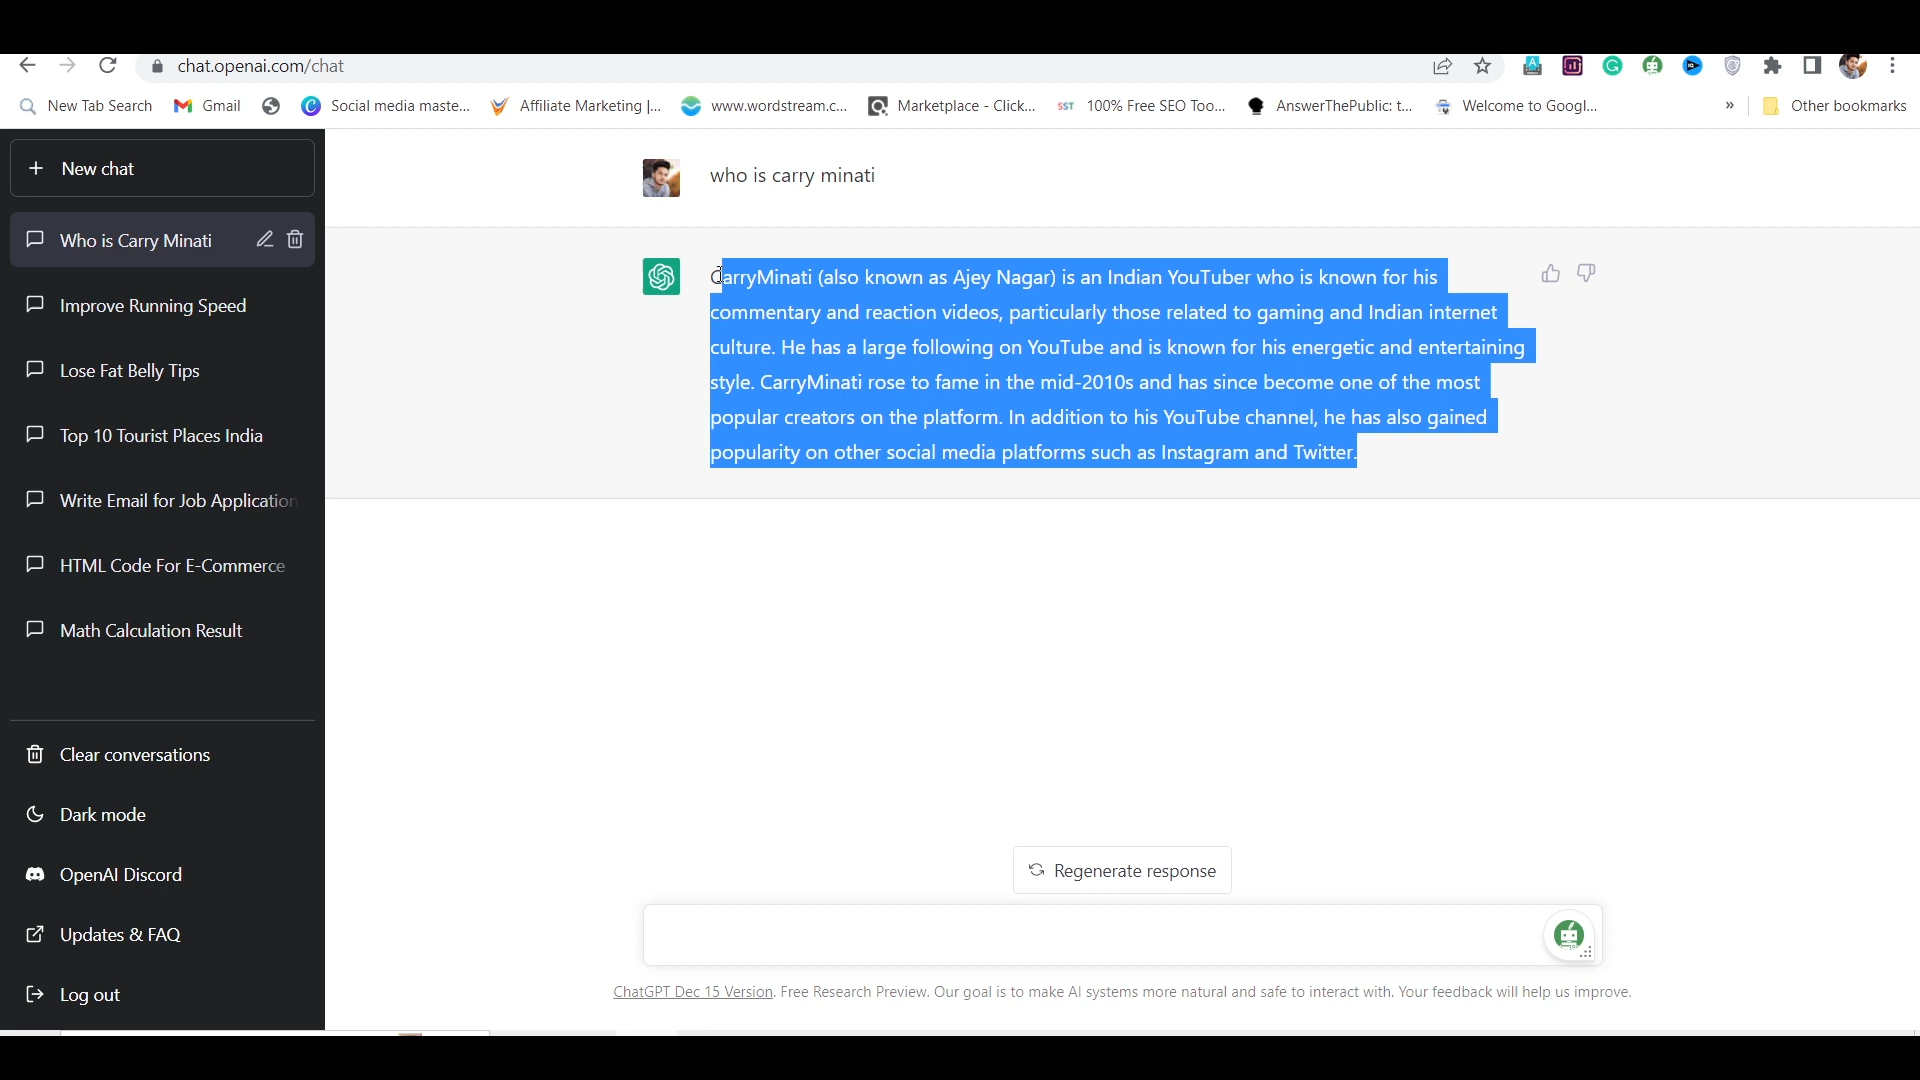 chat.openai.com/chat
New Tab Search Gmail Social media maste... Affiliate Marketing |... www.wordstream.c... Marketplace - Click... SST 100% Free SEO Too... AnswerThePublic: t... Welcome to Googl... » Other bookmarks
+ New chat
Who is Carry Minati
Improve Running Speed
Lose Fat Belly Tips
Top 10 Tourist Places India
Write Email for Job Application
HTML Code For E-Commerce
Math Calculation Result
Clear conversations
Dark mode
OpenAI Discord
Updates & FAQ
Log out
who is carry minati
CarryMinati (also known as Ajey Nagar) is an Indian YouTuber who is known for his
commentary and reaction videos, particularly those related to gaming and Indian internet
culture. He has a large following on YouTube and is known for his energetic and entertaining
style. CarryMinati rose to fame in the mid-2010s and has since become one of the most
popular creators on the platform. In addition to his YouTube channel, he has also gained
popularity on other social media platforms such as Instagram and Twitter.
Regenerate response
ChatGPT Dec 15 Version. Free Research Preview. Our goal is to make AI systems more natural and safe to interact with. Your feedback will help us improve.